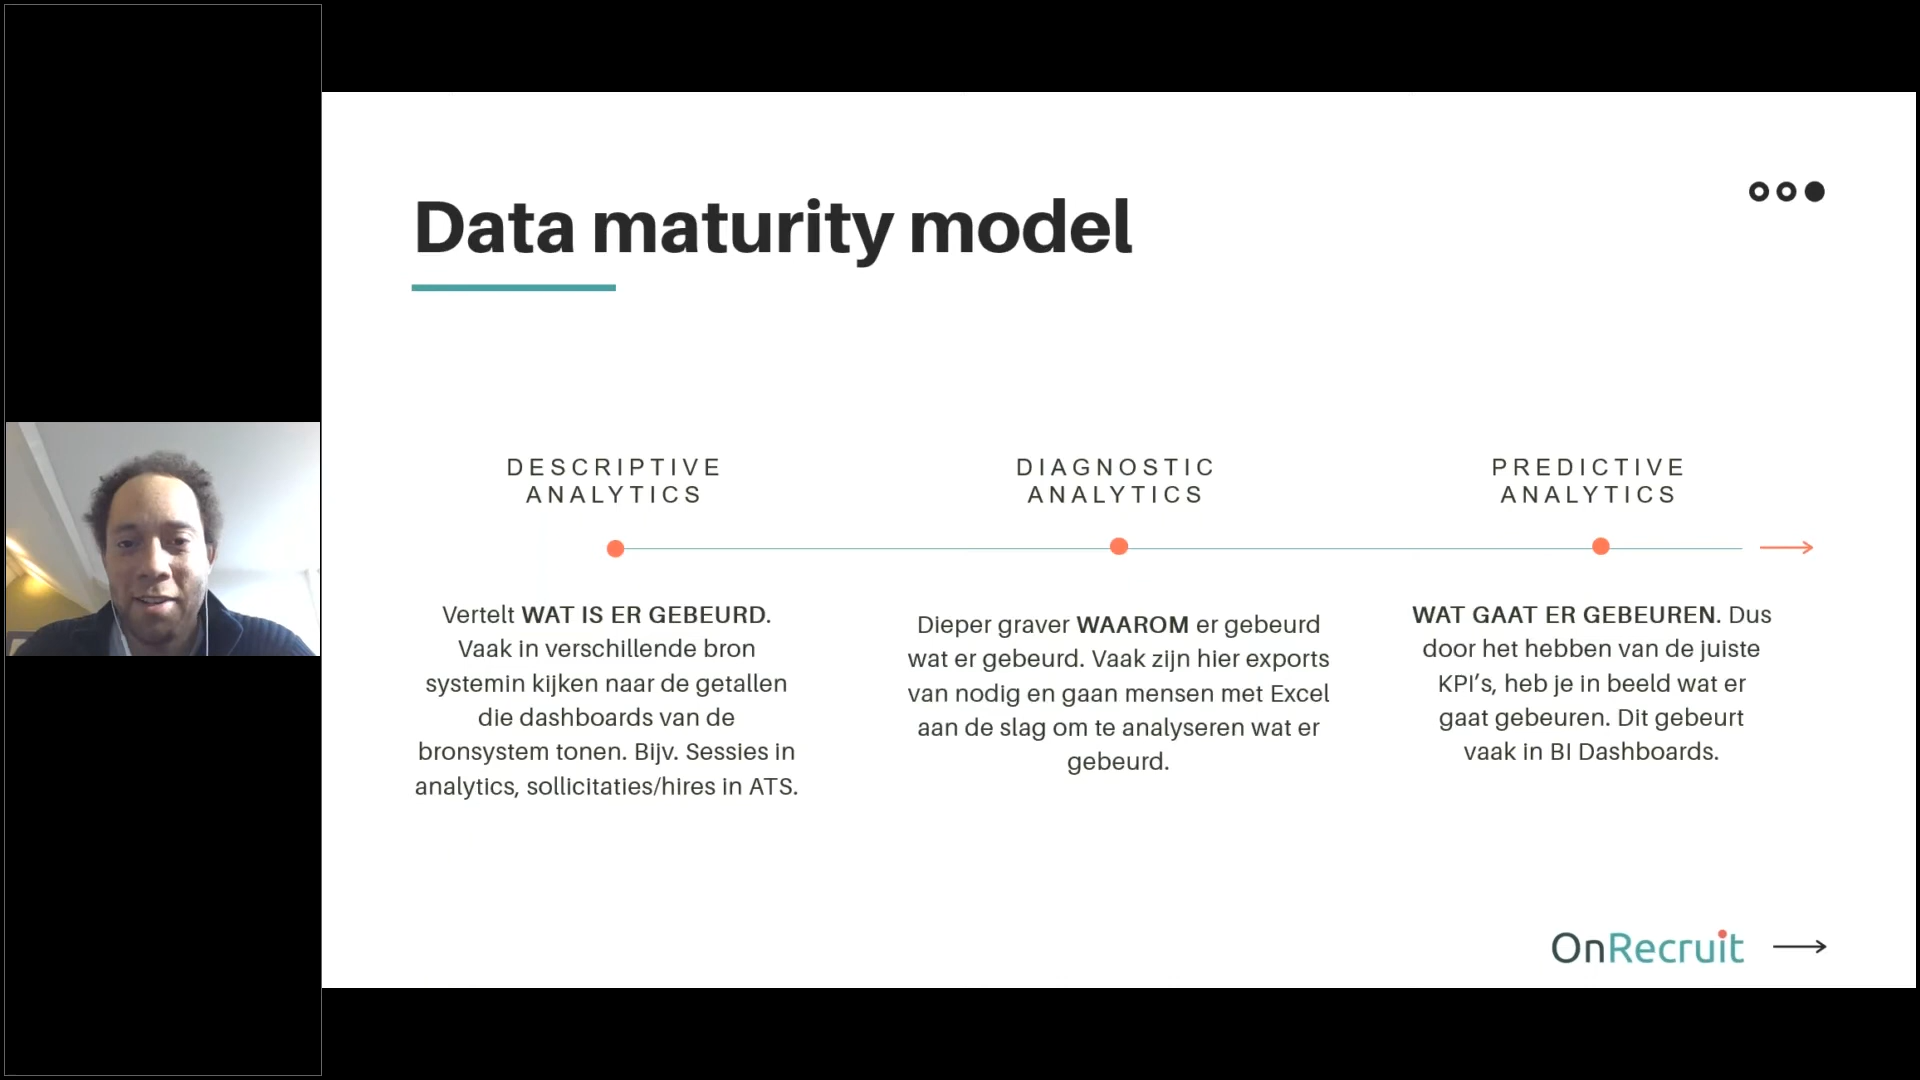 Data maturity model
DESCRIPTIVE
ANALYTICS
Vertelt WAT IS ER GEBEURD.
Vaak in verschillende bron
systemin kijken naar de getallen
die dashboards van de
bronsystem tonen. Bijv. Sessies in
analytics, sollicitaties/hires in ATS.
DIAGNOSTIC
ANALYTICS
Dieper graver WAAROM er gebeurd
wat er gebeurd. Vaak zijn hier exports
van nodig en gaan mensen met Excel
aan de slag om te analyseren wat er
gebeurd.
PREDICTIVE
ANALYTICS
WAT GAAT ER GEBEUREN. Dus
door het hebben van de juiste
KPI’s, heb je in beeld wat er
gaat gebeuren. Dit gebeurt
vaak in BI Dashboards.
OnRecruit